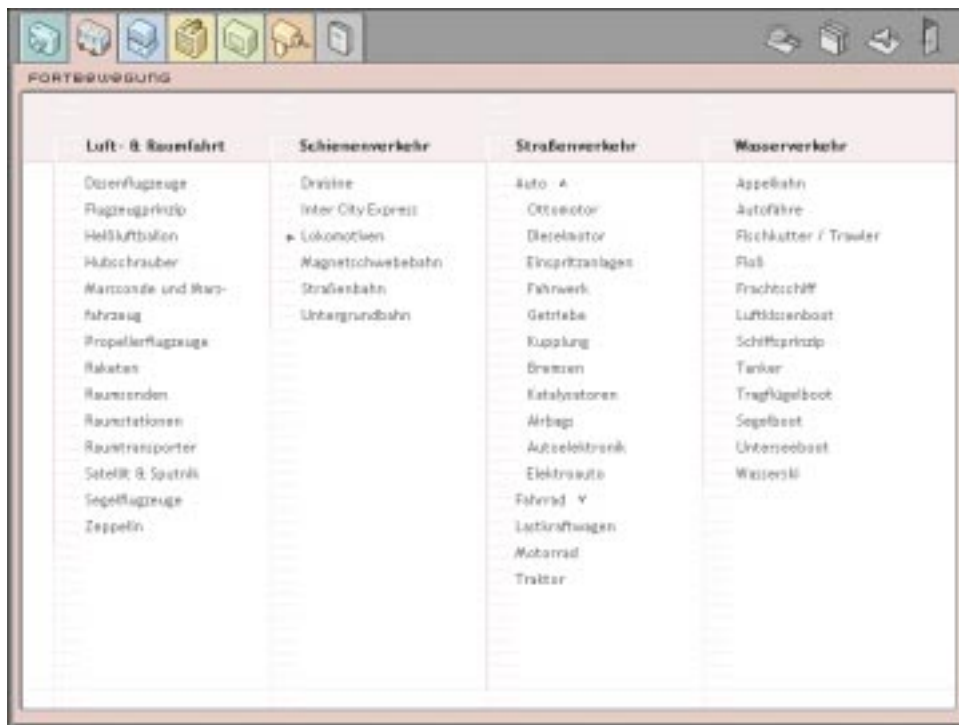 FORTBEWEGUNG
Luft- & Raumfahrt
Düsenflugzeuge
Flugzeugprinzip
Heißluftballon
Hubschrauber
Marssonde und Mars-
fahrzeug
Propellerflugzeuge
Raketen
Raumsonden
Raumstationen
Raumtransporter
Satellit & Sputnik
Segelflugzeuge
Zeppelin
Schienenverkehr
Draisine
Inter City Express
Lokomotiven
Magnetschwebebahn
Straßenbahn
Untergrundbahn
Straßenverkehr
Auto
Ottomotor
Dieselmotor
Einspritzanlagen
Fahrwerk
Getriebe
Kupplung
Bremsen
Katalysatoren
Airbags
Autoelektronik
Elektroauto
Fahrrad
Lastkraftwagen
Motorrad
Traktor
Wasserverkehr
Appelkahn
Autofähre
Fischkutter / Trawler
Floß
Frachtschiff
Luftkissenboot
Schiffsprinzip
Tanker
Tragflügelboot
Segelboot
Unterseeboot
Wasserski